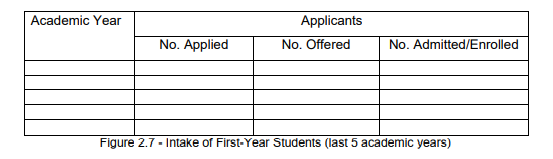 Academic Year Applicants
No. Applied No. Offered No. Admitted/Enrolled
Figure 2.7 - Intake of First-Year Students (last 5 academic years)